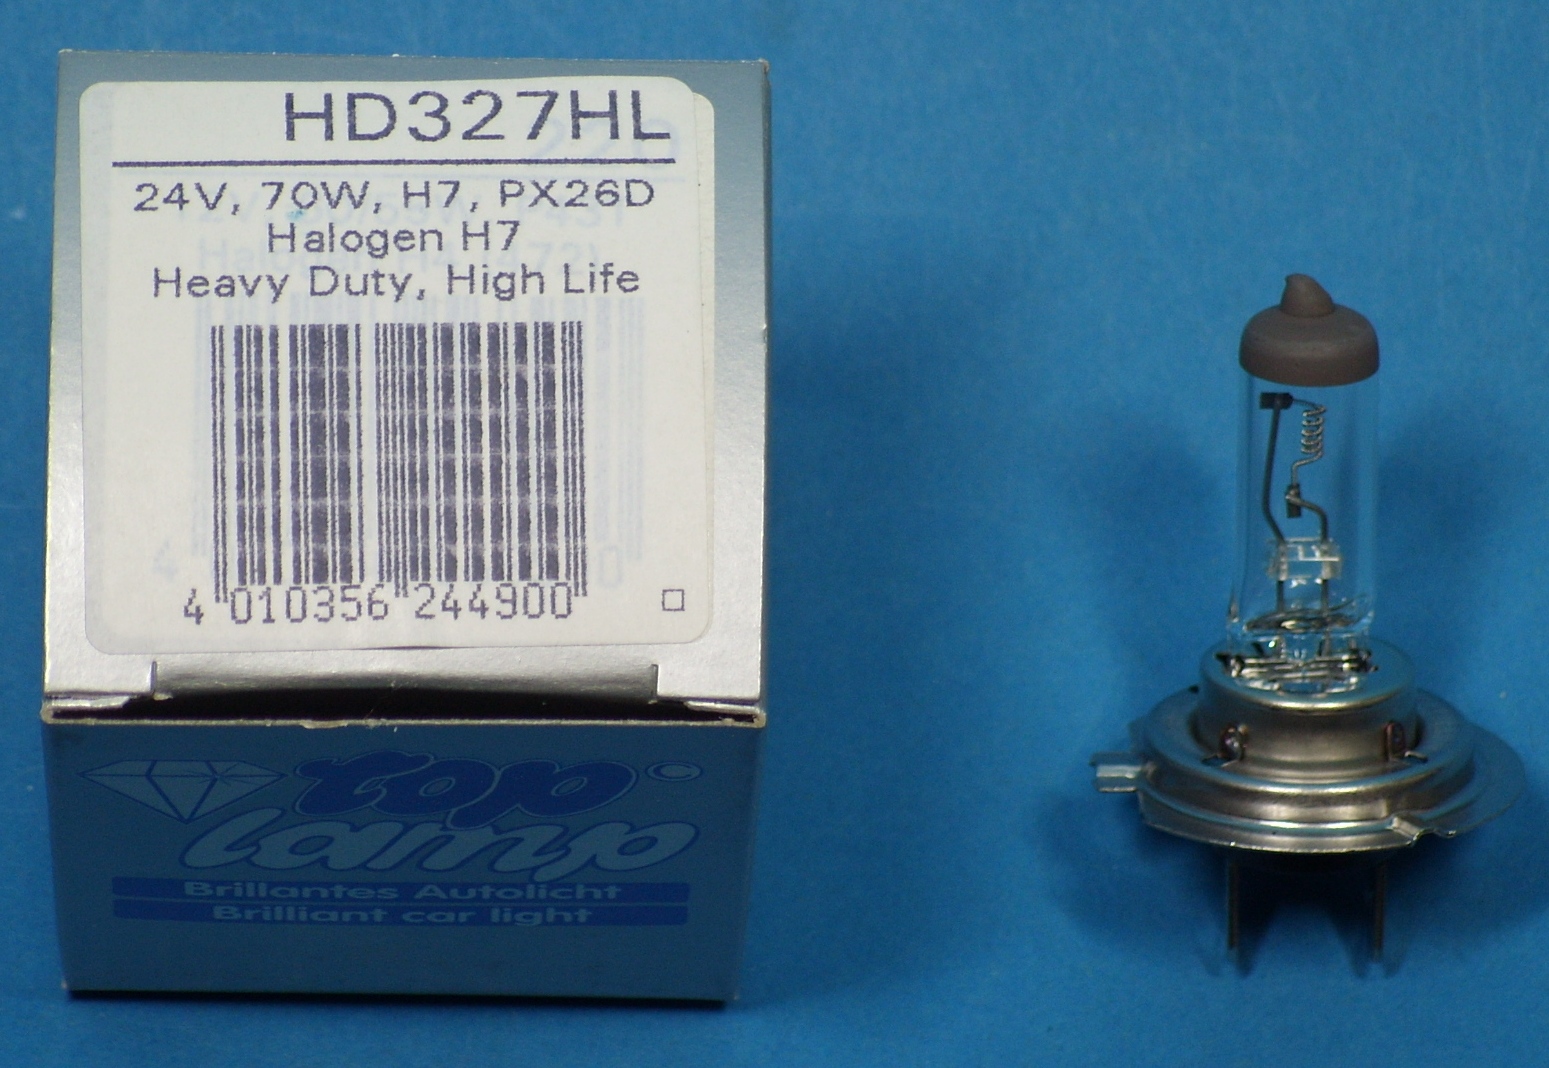 HD327HL
24V, 70W, H7, PX26D
Halogen H7
Heavy Duty, High Life
4 010356 244900
top
lamp
Brillantes Autolicht
Brilliant car light